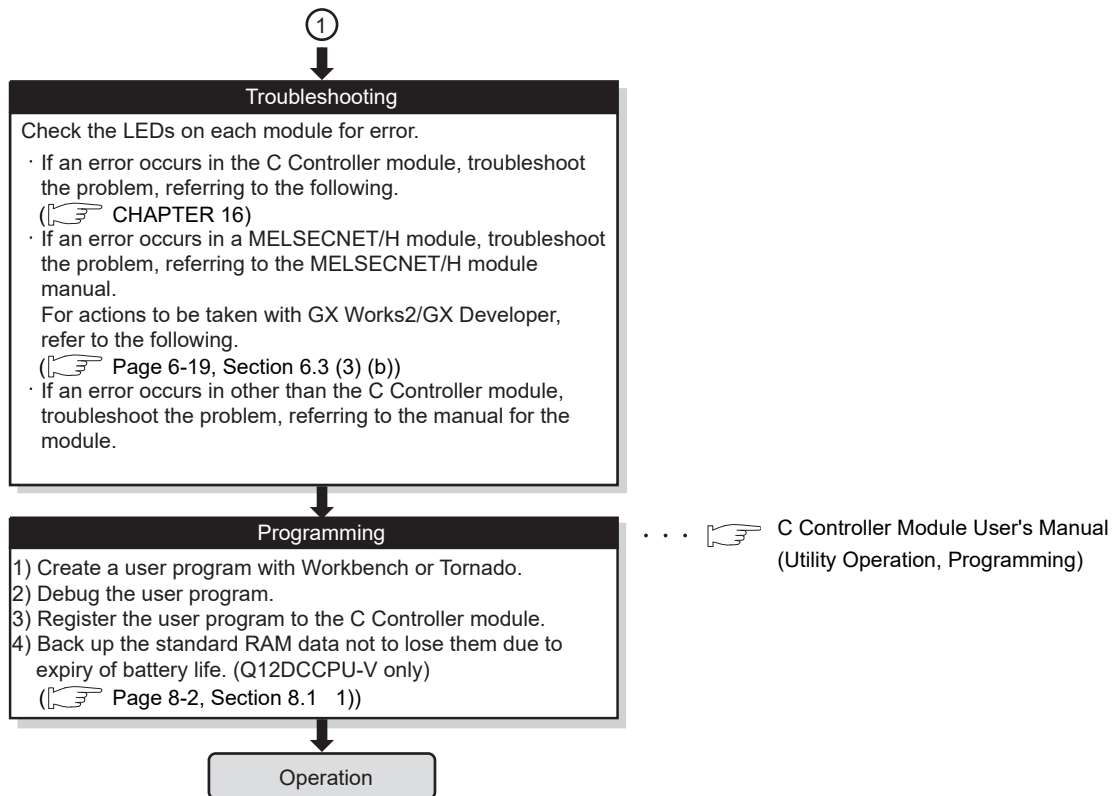 1
Troubleshooting
Check the LEDs on each module for error.
· If an error occurs in the C Controller module, troubleshoot
the problem, referring to the following.
( CHAPTER 16)
· If an error occurs in a MELSECNET/H module, troubleshoot
the problem, referring to the MELSECNET/H module
manual.
For actions to be taken with GX Works2/GX Developer,
refer to the following.
( Page 6-19, Section 6.3 (3) (b))
· If an error occurs in other than the C Controller module,
troubleshoot the problem, referring to the manual for the
module.
Programming
1) Create a user program with Workbench or Tornado.
2) Debug the user program.
3) Register the user program to the C Controller module.
4) Back up the standard RAM data not to lose them due to
expiry of battery life. (Q12DCCPU-V only)
( Page 8-2, Section 8.1 1))
· · · C Controller Module User's Manual
(Utility Operation, Programming)
Operation